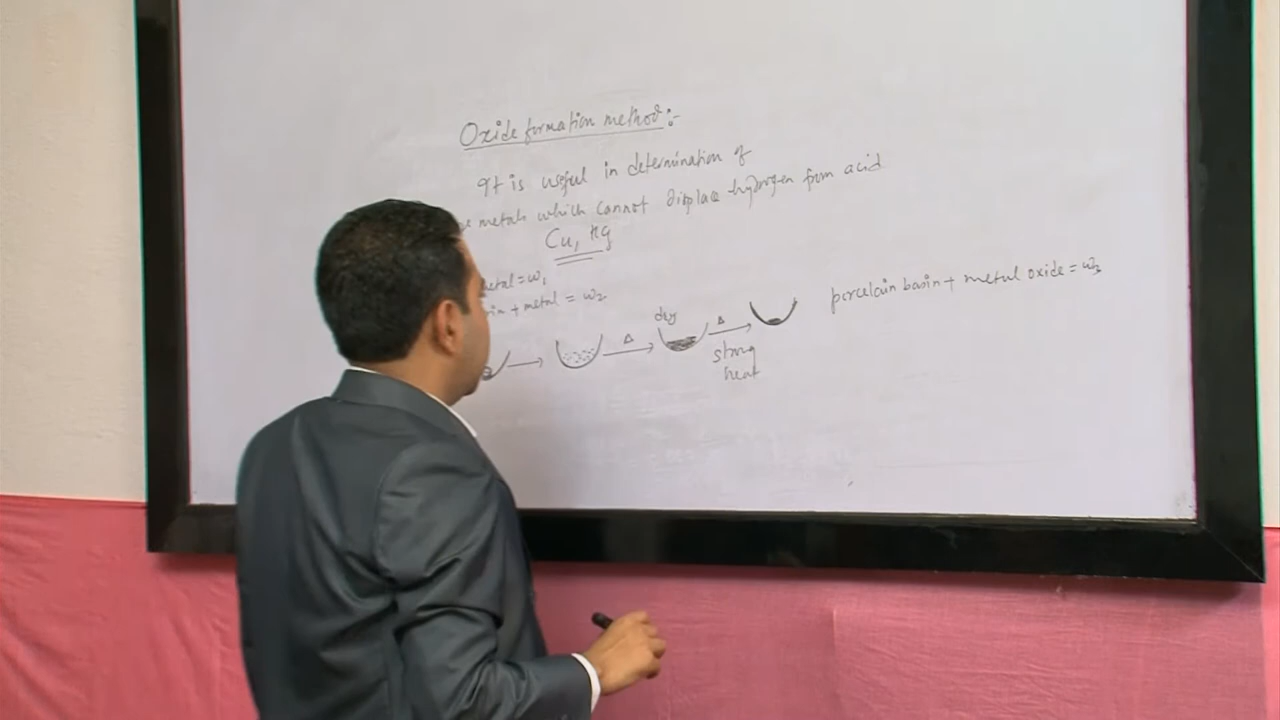 Oxide formation method :-
It is useful in determination of
metals which cannot displace hydrogen from acid
Cu, Hg
metal = w₁
+ metal = w₂
porcelain basin + metal oxide = w₃
dry
Δ
Δ
strong
heat